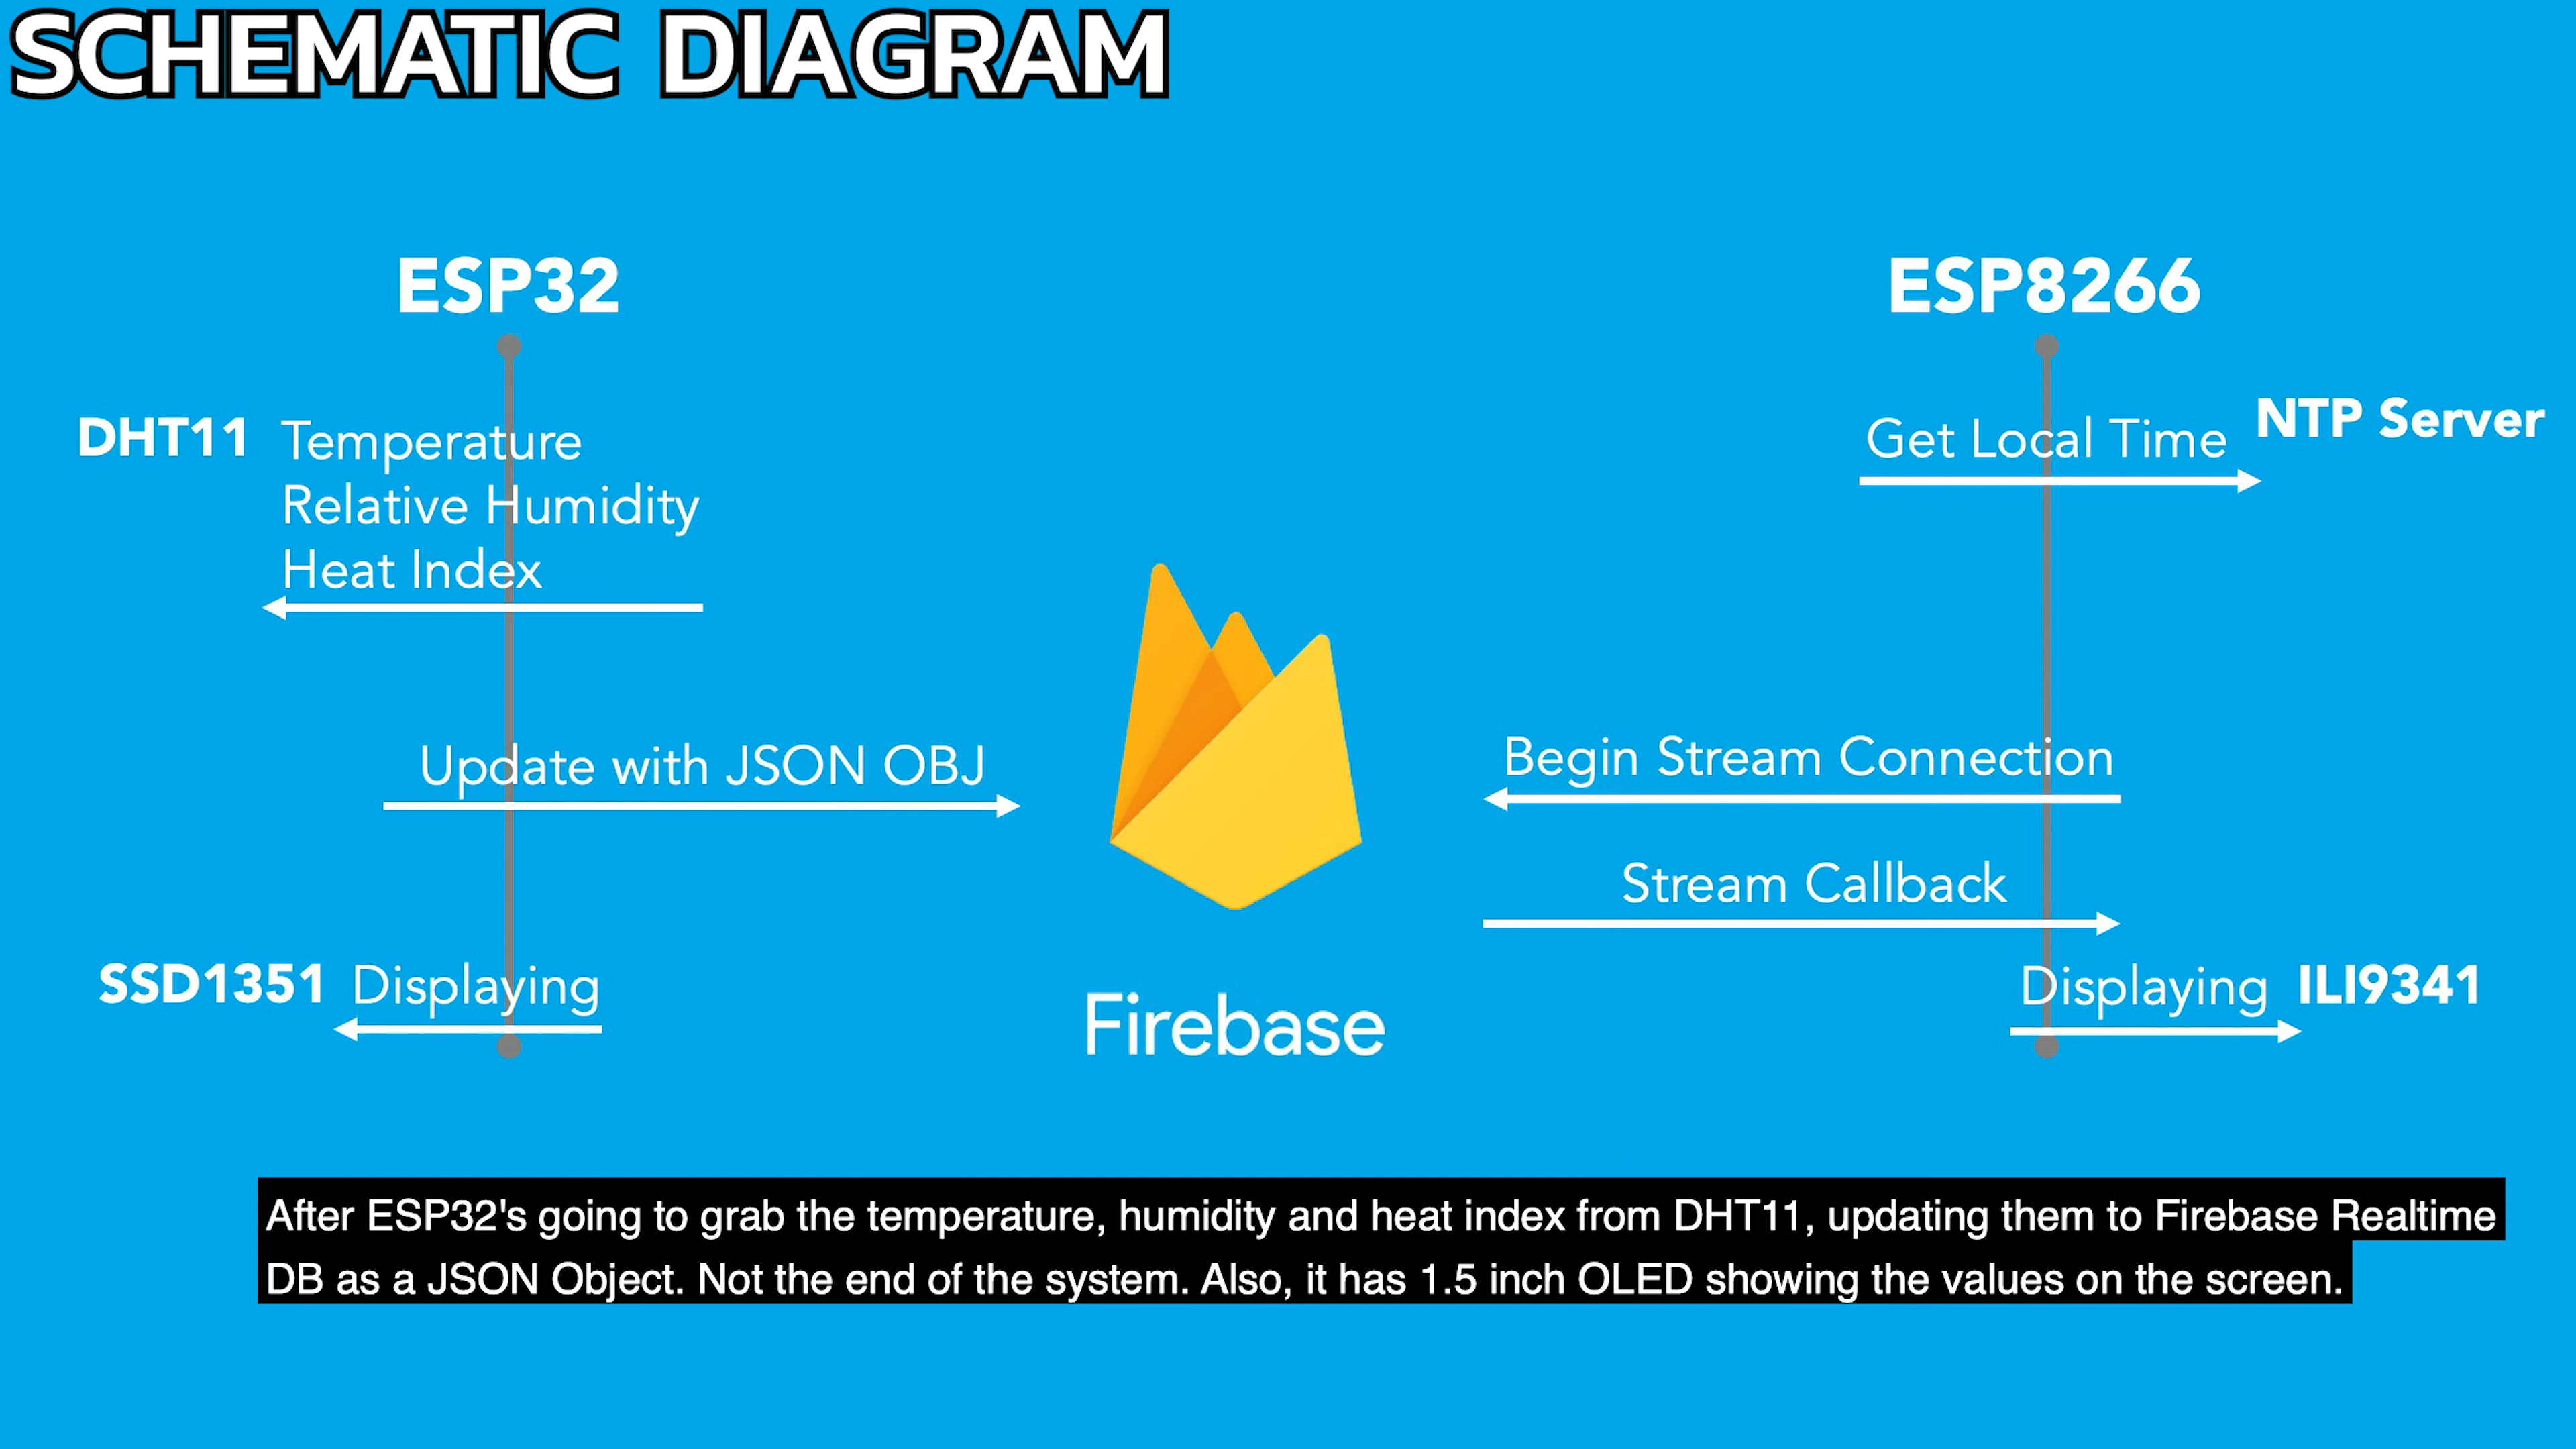 SCHEMATIC DIAGRAM
ESP32
ESP8266
DHT11 Temperature
Relative Humidity
Heat Index
Get Local Time NTP Server
Update with JSON OBJ
Begin Stream Connection
Stream Callback
SSD1351 Displaying
Displaying ILI9341
Firebase
After ESP32's going to grab the temperature, humidity and heat index from DHT11, updating them to Firebase Realtime
DB as a JSON Object. Not the end of the system. Also, it has 1.5 inch OLED showing the values on the screen.